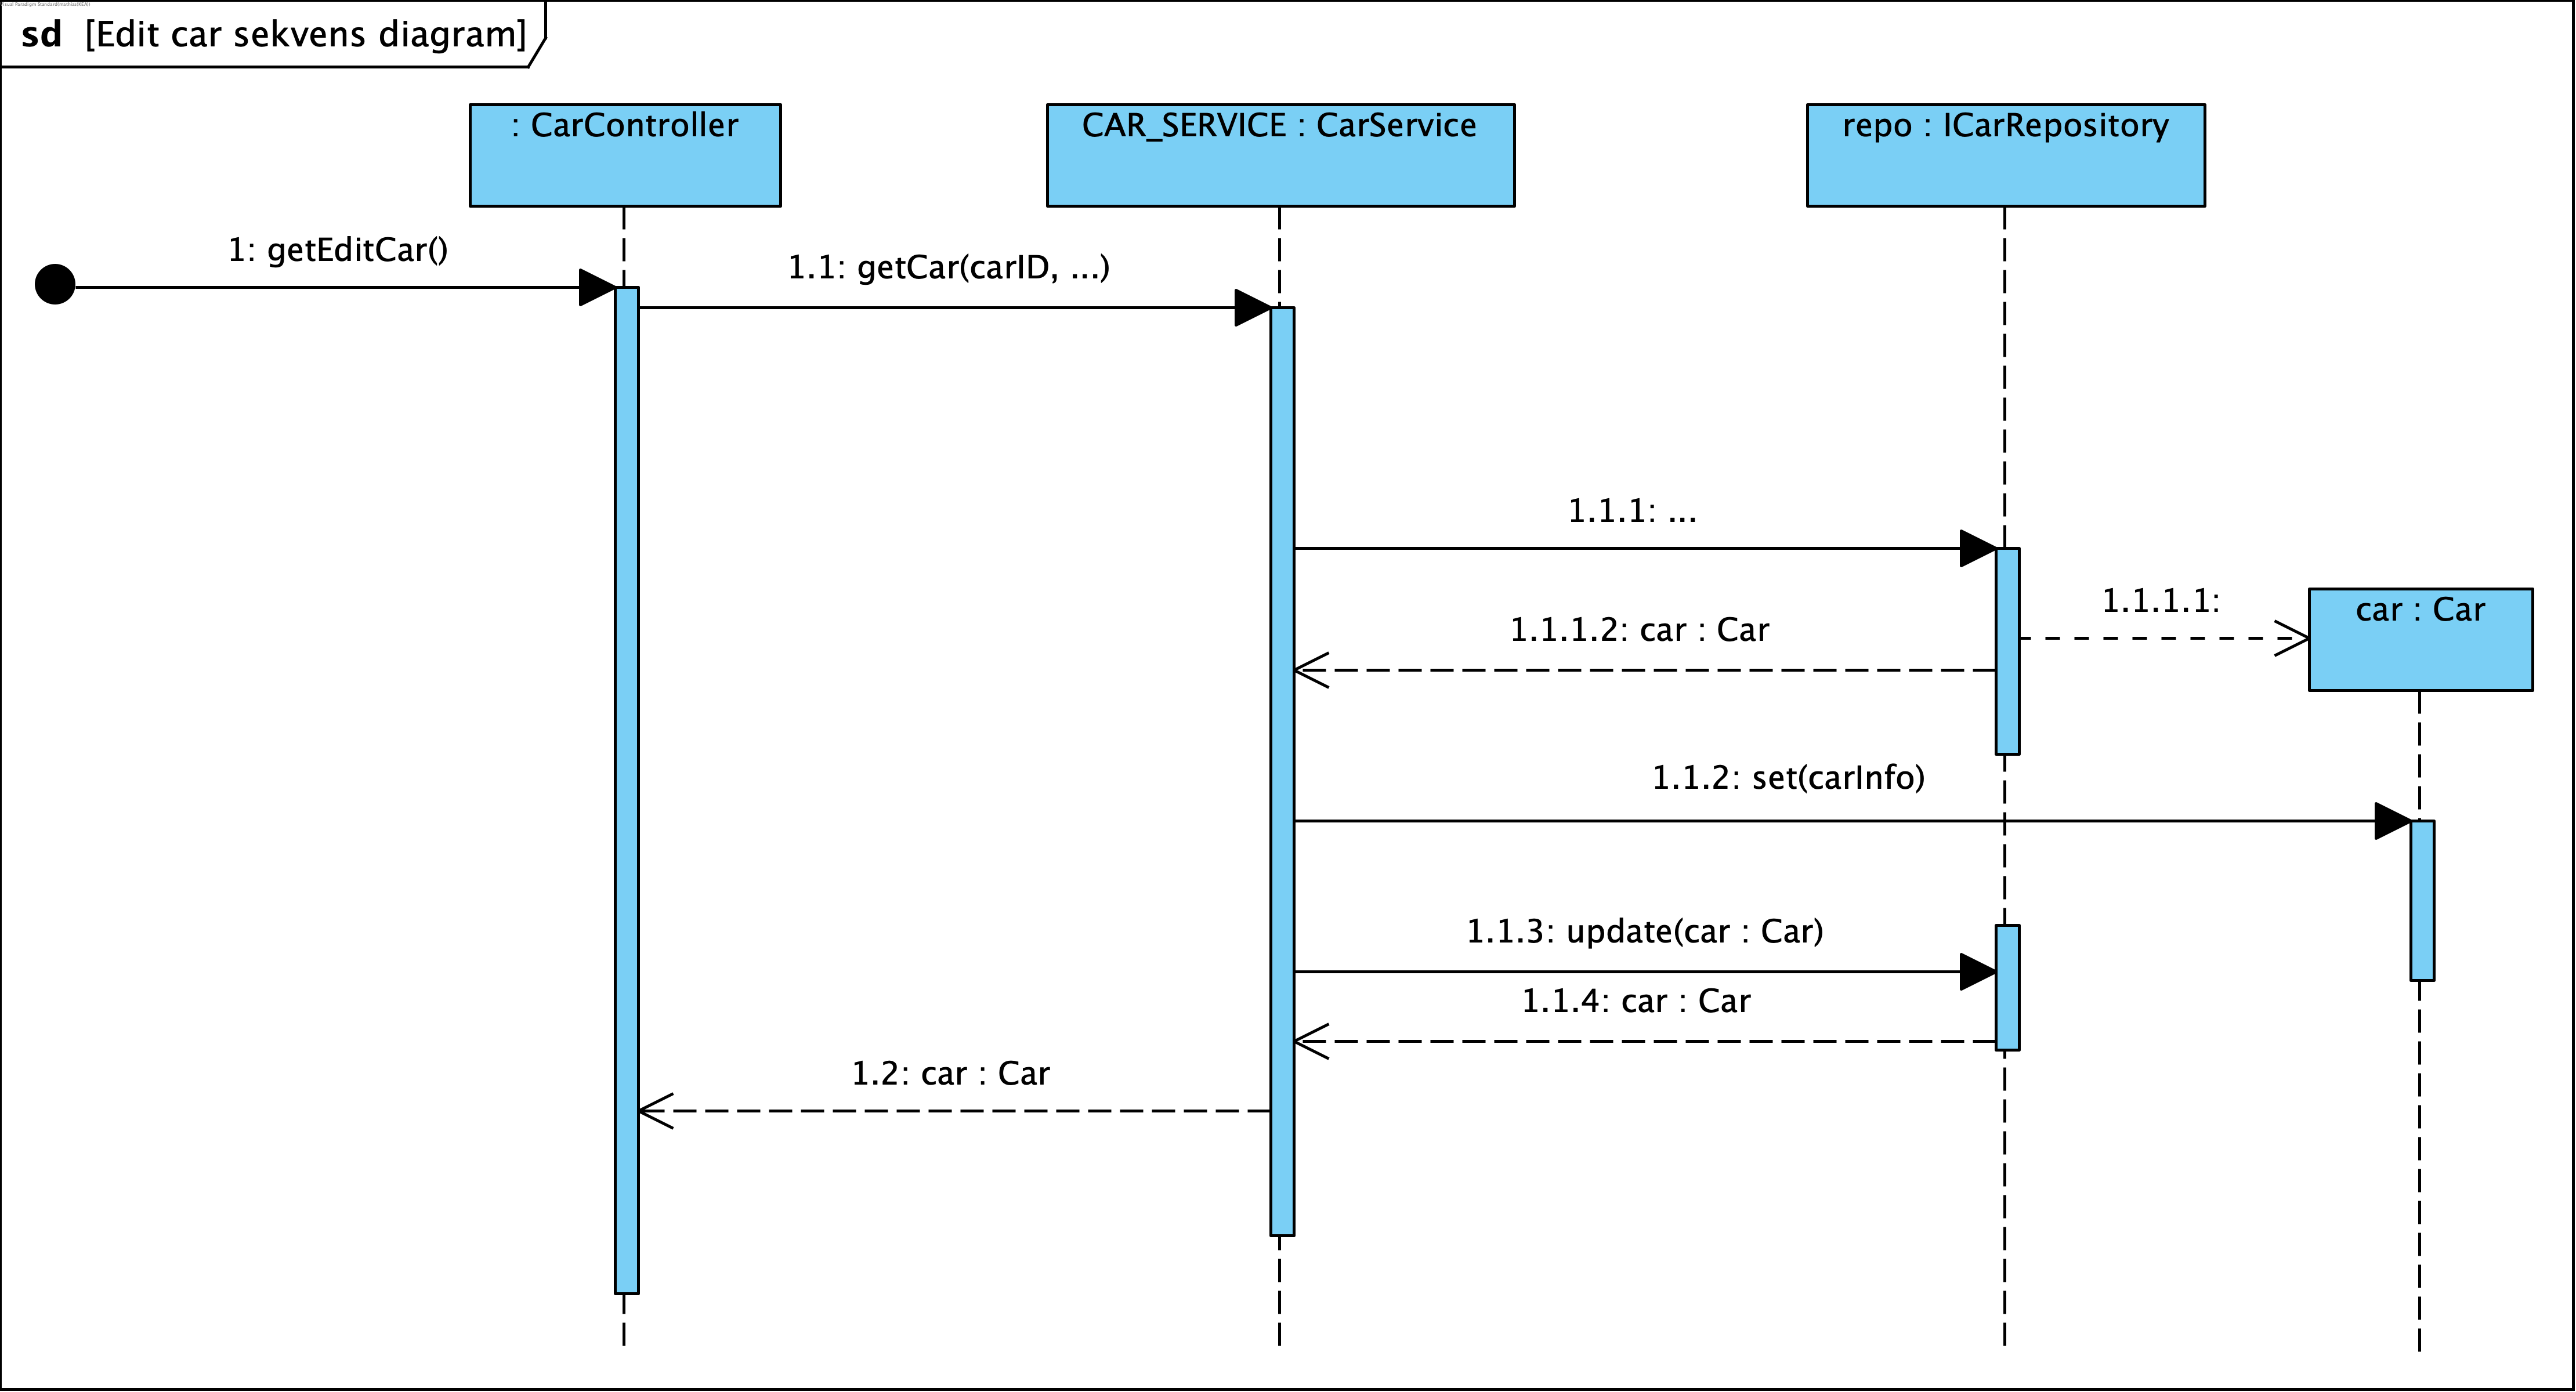 sd [Edit car sekvens diagram]
: CarController
CAR_SERVICE : CarService
repo : ICarRepository
1: getEditCar()
1.1: getCar(carID, ...)
1.1.1: ...
1.1.1.1:
car : Car
1.1.1.2: car : Car
1.1.2: set(carInfo)
1.1.3: update(car : Car)
1.1.4: car : Car
1.2: car : Car